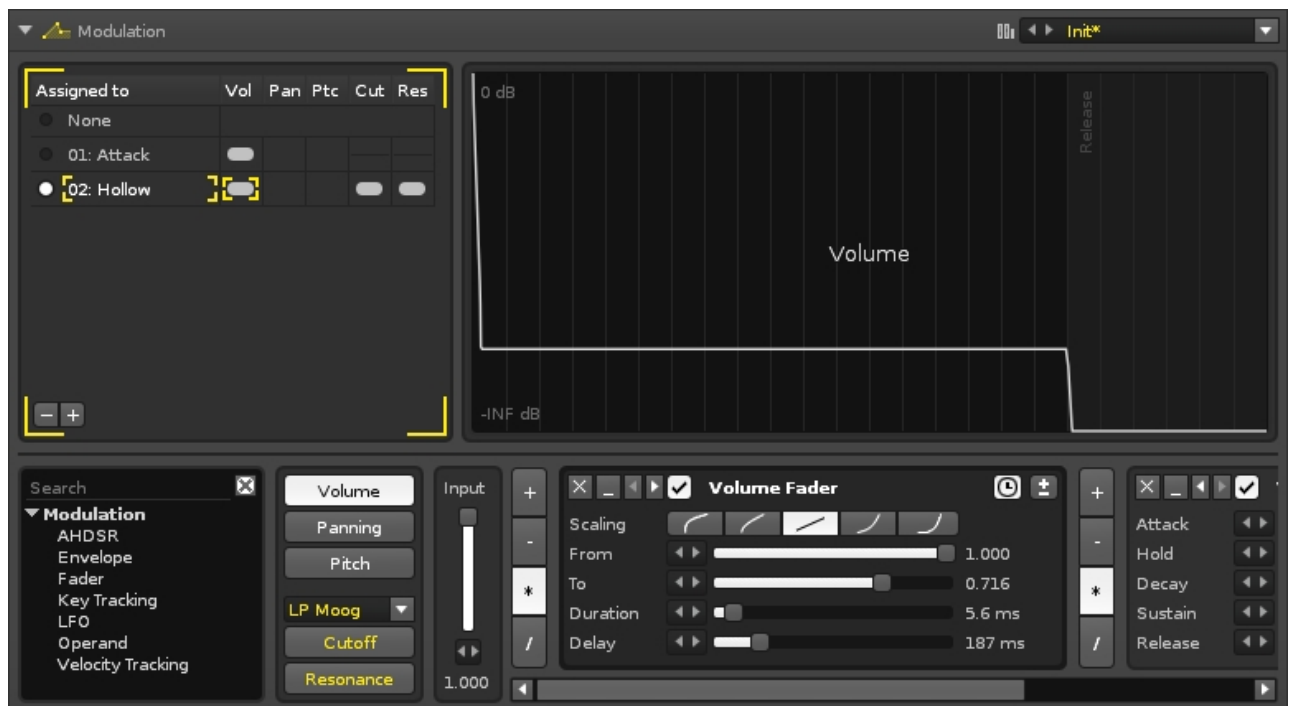 Modulation
Init*
Assigned to Vol Pan Ptc Cut Res
None
01: Attack
02: Hollow
- +
0 dB
Release
Volume
-INF dB
Search
Modulation
AHDSR
Envelope
Fader
Key Tracking
LFO
Operand
Velocity Tracking
Volume
Panning
Pitch
LP Moog
Cutoff
Resonance
Input
1.000
+
-
*
/
Volume Fader
Scaling
From 1.000
To 0.716
Duration 5.6 ms
Delay 187 ms
+
-
*
/
Attack
Hold
Decay
Sustain
Release